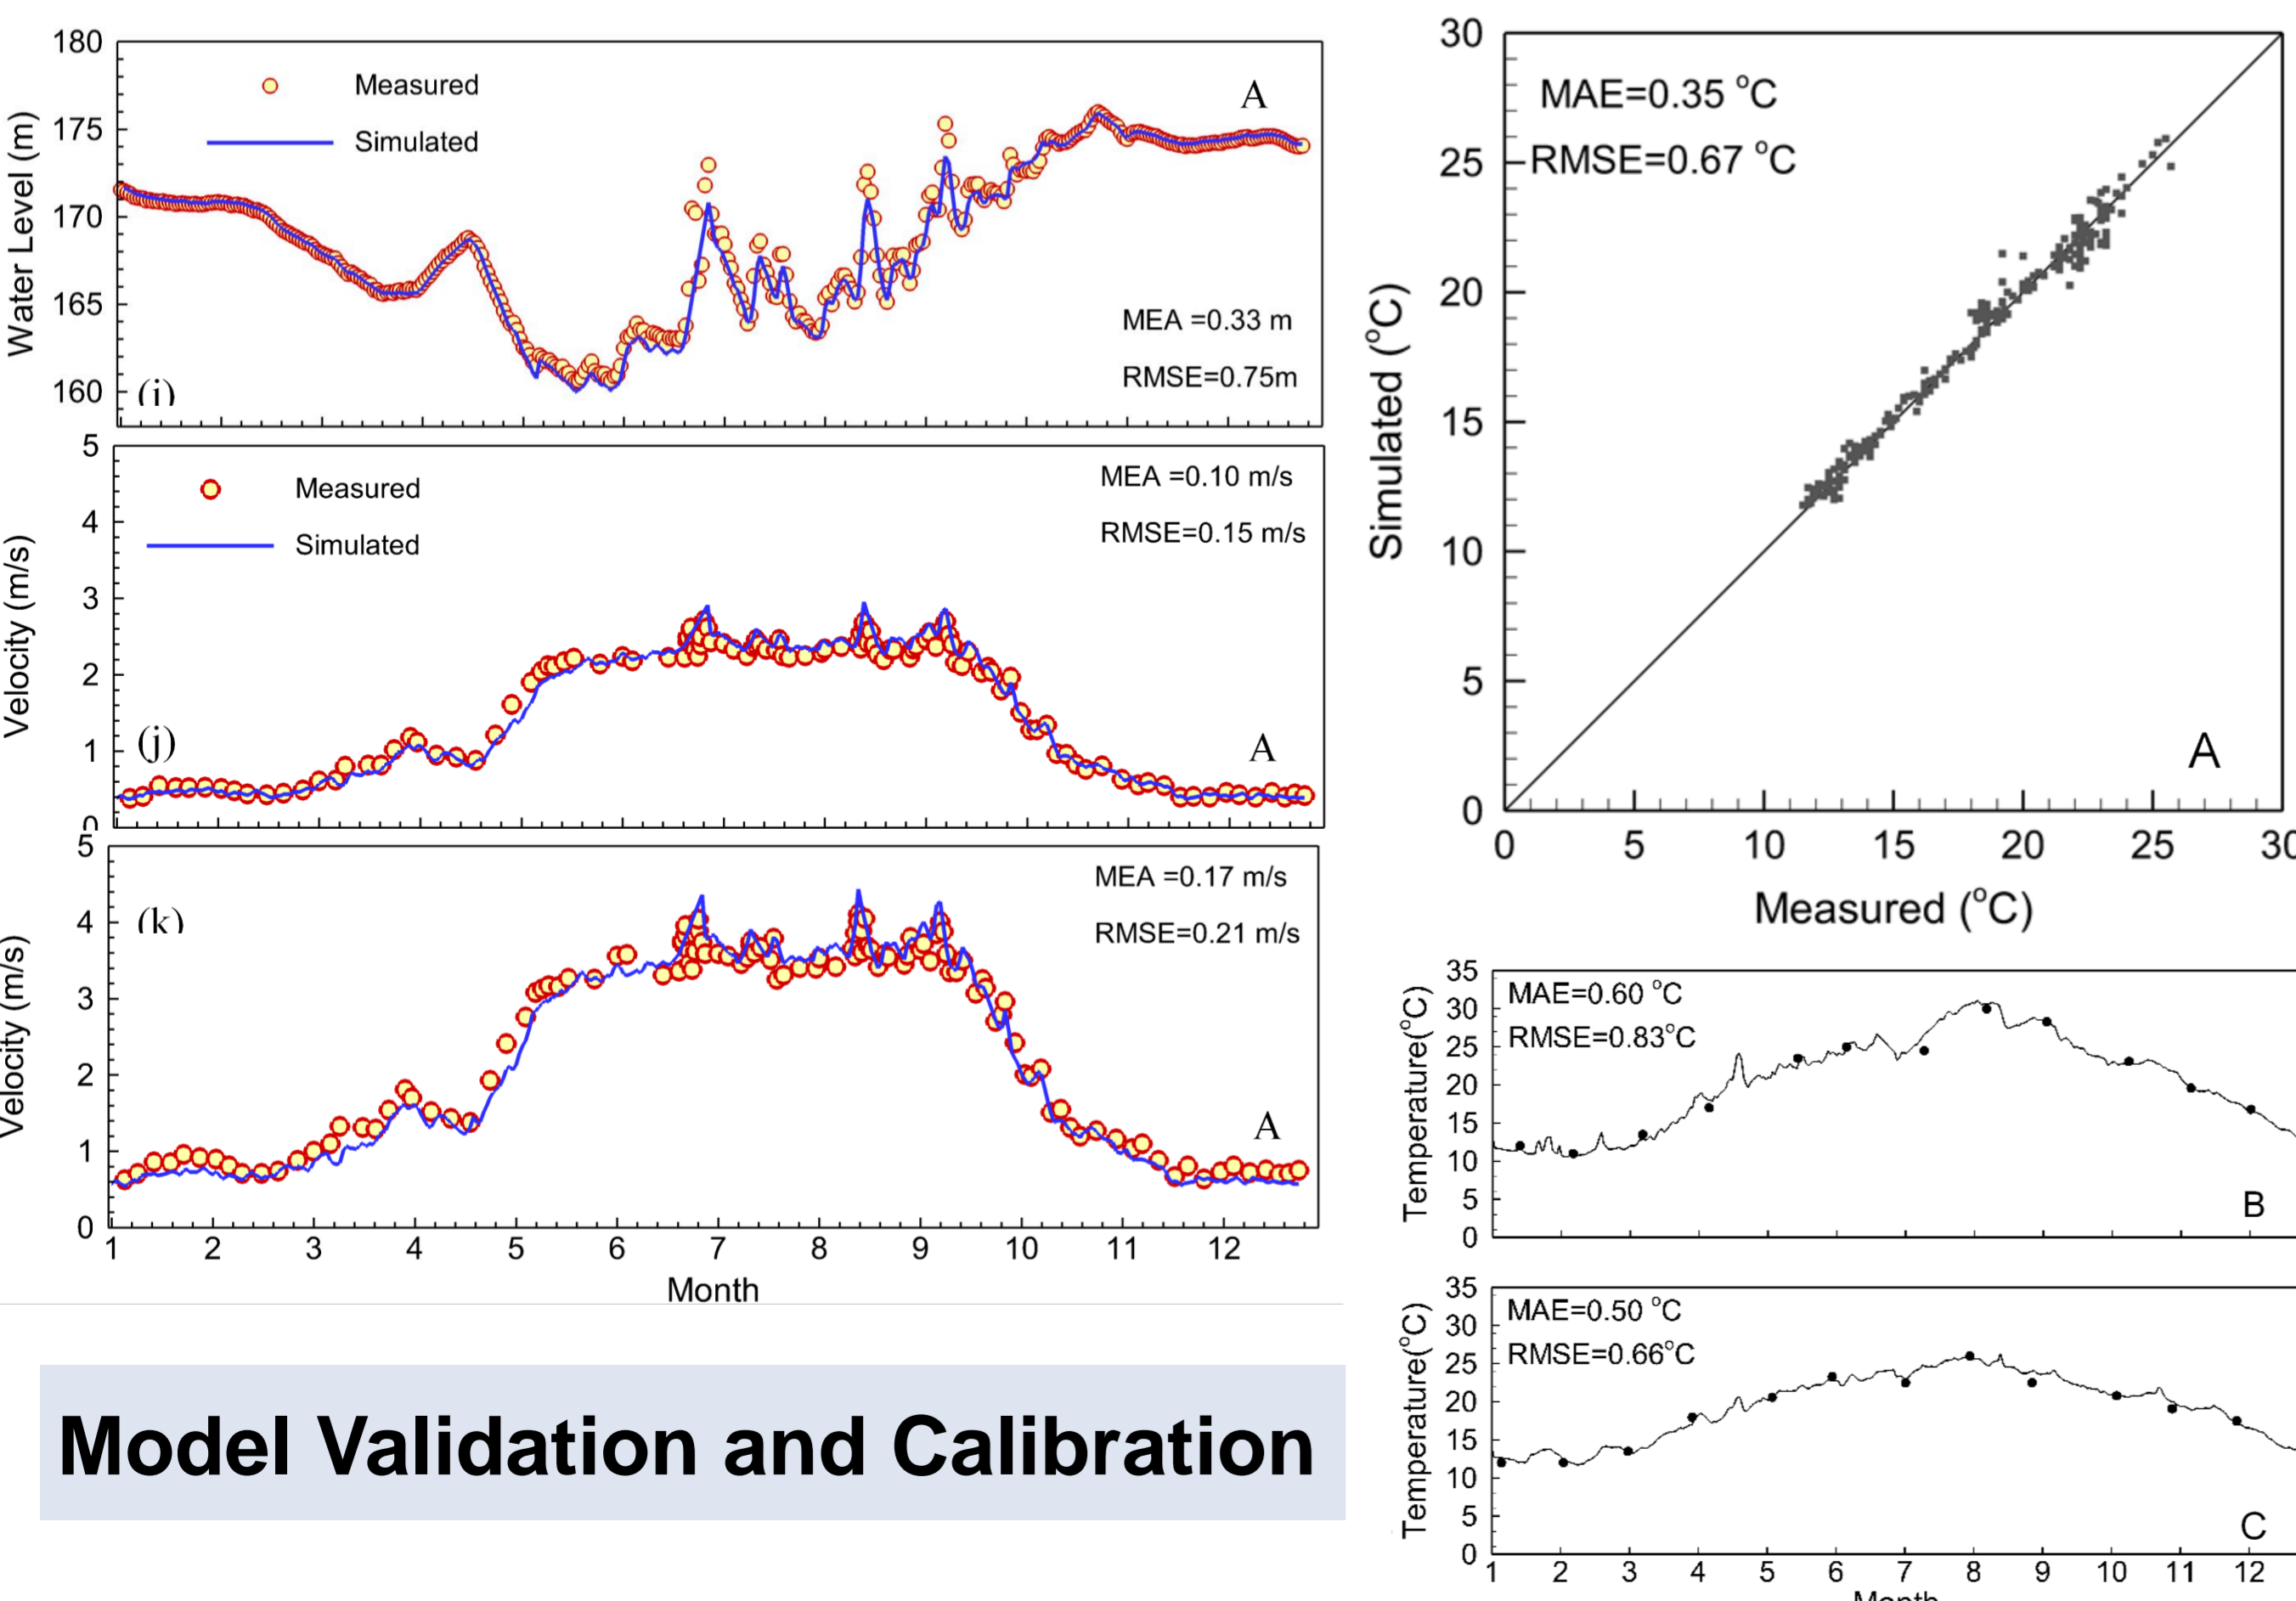 180
175
170
165
160
Water Level (m)
Measured
Simulated
A
MEA =0.33 m
RMSE=0.75m
(i)
5
4
3
2
1
0
Velocity (m/s)
Measured
Simulated
MEA =0.10 m/s
RMSE=0.15 m/s
(j)
A
5
4
3
2
1
0
Velocity (m/s)
MEA =0.17 m/s
RMSE=0.21 m/s
(k)
A
1 2 3 4 5 6 7 8 9 10 11 12
Month
Model Validation and Calibration
30
25
20
15
10
5
0
Simulated (°C)
MAE=0.35 °C
RMSE=0.67 °C
A
0 5 10 15 20 25 30
Measured (°C)
35
30
25
20
15
10
5
0
Temperature(°C)
MAE=0.60 °C
RMSE=0.83°C
B
35
30
25
20
15
10
5
0
Temperature(°C)
MAE=0.50 °C
RMSE=0.66°C
C
1 2 3 4 5 6 7 8 9 10 11 12
Month